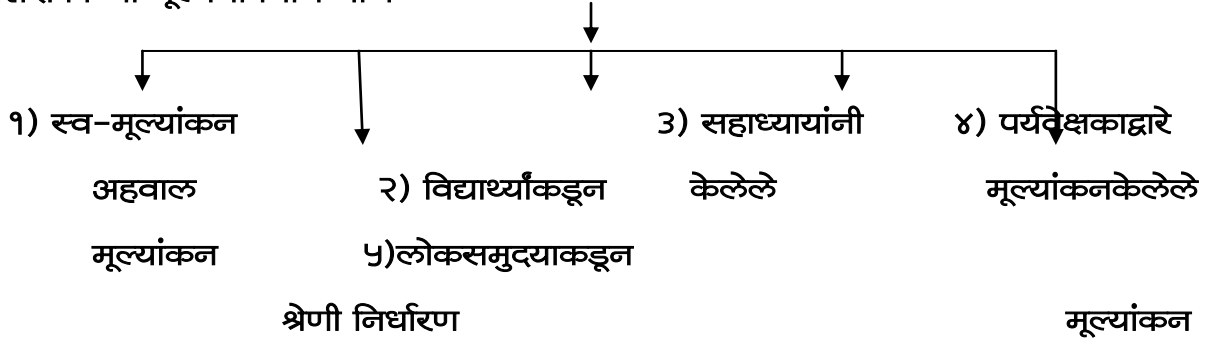 १) स्व-मूल्यांकन ३) सहाध्यायांनी ४) पर्यवेक्षकाद्वारे
अहवाल २) विद्यार्थ्यांकडून केलेले मूल्यांकनकेलेले
मूल्यांकन ५)लोकसमुदयाकडून
श्रेणी निर्धारण मूल्यांकन